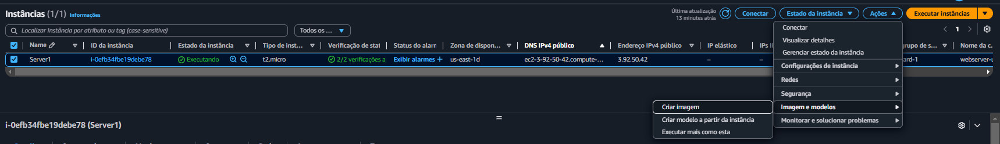 Instâncias (1/1) Informações
Última atualização
13 minutes atrás
Conectar
Estado da instância
Ações
Executar instâncias
Localizar Instância por atributo ou tag (case-sensitive)
Todos os ...
1
Name
ID da instância
Estado da instância
Tipo de inst...
Verificação de stat
Status do alarm
Zona de dispon...
DNS IPv4 público
Endereço IPv4 público
IP elástico
grupo de s...
Nome da c.
Server1
i-0efb34fbe19debe78
Executando
t2.micro
2/2 verificações
Exibir alarmes +
us-east-1d
ec2-3-92-50-42.compute-...
3.92.50.42
–
–
ard-1
Conectar
Visualizar detalhes
Gerenciar estado da instância
Configurações de instância
Redes
Segurança
Imagem e modelos
Monitorar e solucionar problemas
Criar imagem
Criar modelo a partir da instância
Executar mais como esta
i-0efb34fbe19debe78 (Server1)